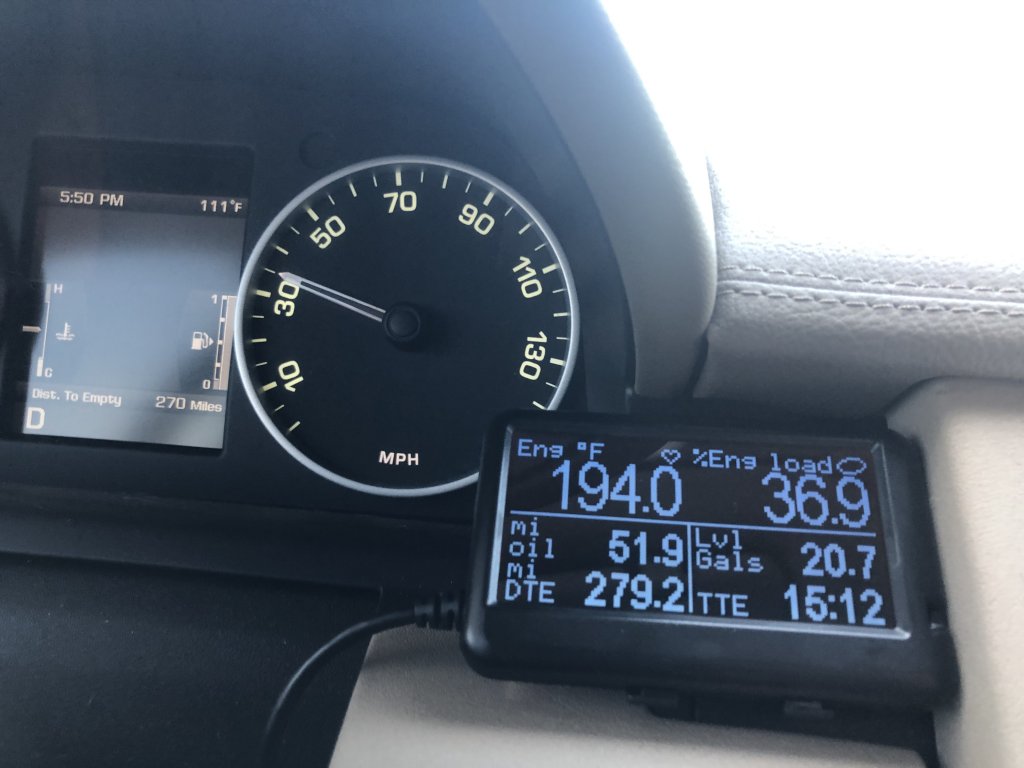 5:50 PM 111°F
H
1
C
0
Dist. To Empty 270 Miles
D
10
30
50
70
90
110
130
MPH
Eng °F %Eng load
194.0 36.9
mi
oil 51.9
Lvl
Gals 20.7
mi
DTE 279.2
TTE 15:12